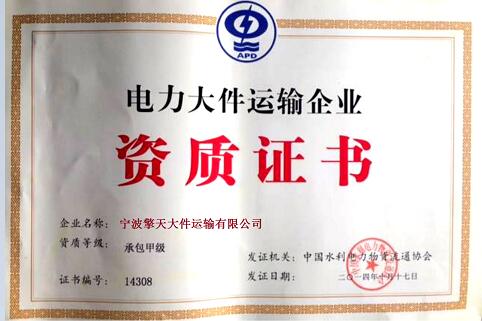 APD
电力大件运输企业
资质证书
企业名称：宁波擎天大件运输有限公司
资质等级：承包甲级
发证机关：中国水利电力物资流通协会
证书编号：14308
发证日期：二〇一四年十月十七日